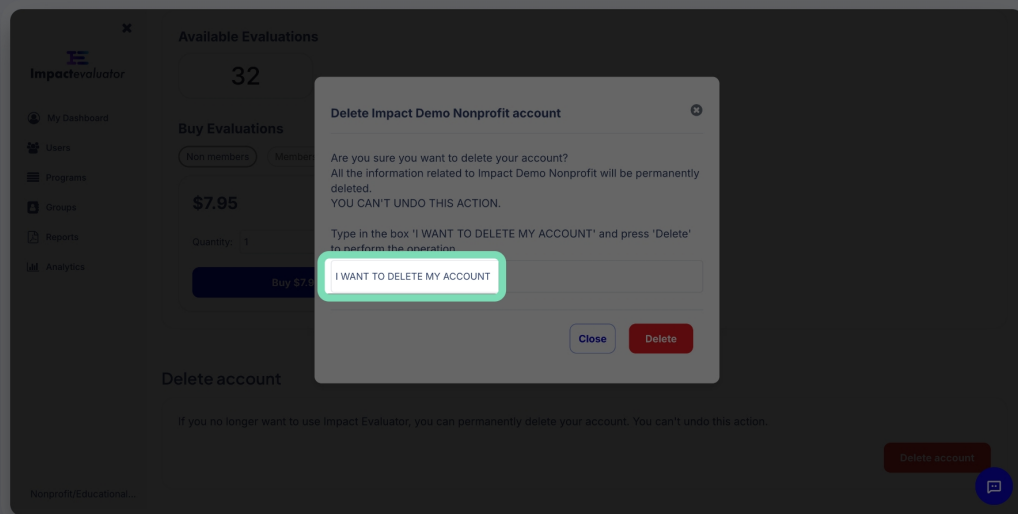 Impactevaluator
My Dashboard
Users
Programs
Groups
Reports
Analytics
Nonprofit/Educational...
Available Evaluations
32
Buy Evaluations
Non members
Member
$7.95
Quantity: 1
Buy $7.9
Delete Impact Demo Nonprofit account
Are you sure you want to delete your account?
All the information related to Impact Demo Nonprofit will be permanently
deleted.
YOU CAN'T UNDO THIS ACTION.
Type in the box 'I WANT TO DELETE MY ACCOUNT' and press 'Delete'
to perform the operation
I WANT TO DELETE MY ACCOUNT
Close
Delete
Delete account
If you no longer want to use Impact Evaluator, you can permanently delete your account. You can't undo this action.
Delete account